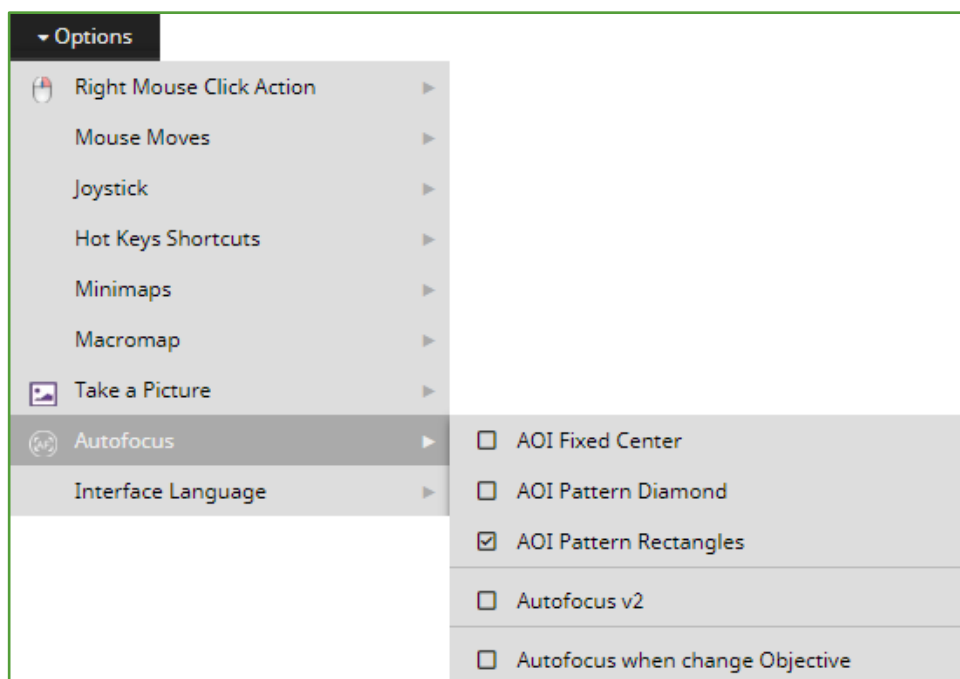 Options
Right Mouse Click Action
Mouse Moves
Joystick
Hot Keys Shortcuts
Minimaps
Macromap
Take a Picture
AF
Autofocus
Interface Language
AOI Fixed Center
AOI Pattern Diamond
AOI Pattern Rectangles
Autofocus v2
Autofocus when change Objective